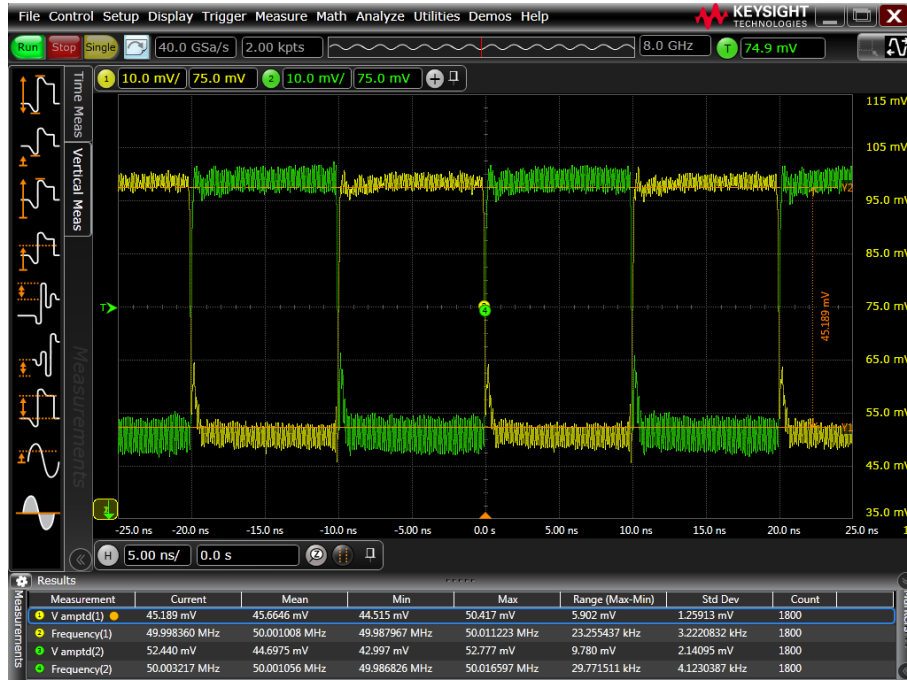 File Control Setup Display Trigger Measure Math Analyze Utilities Demos Help
KEYSIGHT
TECHNOLOGIES
Run Stop Single 40.0 GSa/s 2.00 kpts 8.0 GHz T 74.9 mV
1 10.0 mV/ 75.0 mV 2 10.0 mV/ 75.0 mV
Time Meas
Vertical Meas
Measurements
115 mV
105 mV
95.0 mV
85.0 mV
75.0 mV
65.0 mV
55.0 mV
45.0 mV
35.0 mV
Y2
45.189 mV
Y1
T
4
-25.0 ns -20.0 ns -15.0 ns -10.0 ns -5.00 ns 0.0 s 5.00 ns 10.0 ns 15.0 ns 20.0 ns 25.0 ns
H 5.00 ns/ 0.0 s
Results
Measurements
Measurement Current Mean Min Max Range (Max-Min) Std Dev Count
1 V amptd(1) 45.189 mV 45.6646 mV 44.515 mV 50.417 mV 5.902 mV 1.25913 mV 1800
2 Frequency(1) 49.998360 MHz 50.001008 MHz 49.987967 MHz 50.011223 MHz 23.255437 kHz 3.2220832 kHz 1800
3 V amptd(2) 52.440 mV 44.6975 mV 42.997 mV 52.777 mV 9.780 mV 2.14095 mV 1800
4 Frequency(2) 50.003217 MHz 50.001056 MHz 49.986826 MHz 50.016597 MHz 29.771511 kHz 4.1230387 kHz 1800